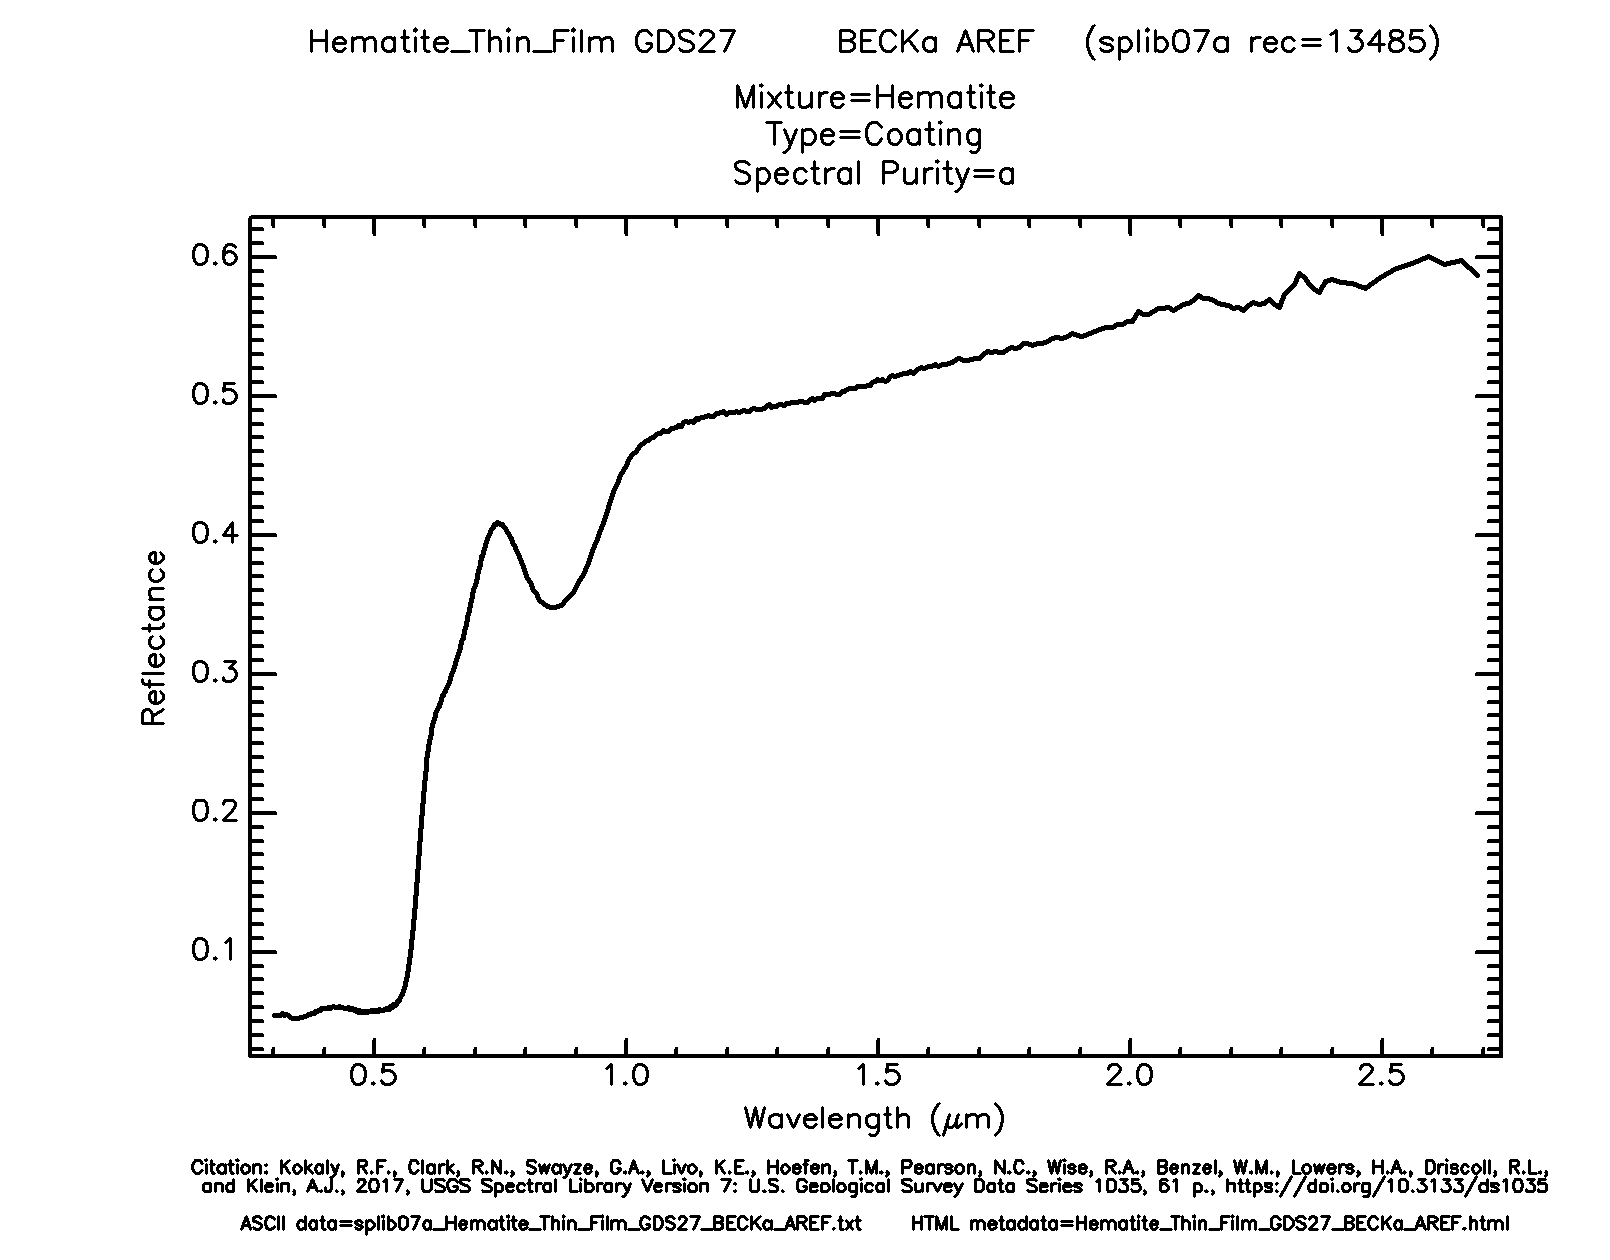 Hematite_Thin_Film GDS27 BECKa AREF (splib07a rec=13485)
Mixture=Hematite
Type=Coating
Spectral Purity=a
0.6
0.5
0.4
0.3
0.2
0.1
Reflectance
0.5 1.0 1.5 2.0 2.5
Wavelength (μm)
Citation: Kokaly, R.F., Clark, R.N., Swayze, G.A., Livo, K.E., Hoefen, T.M., Pearson, N.C., Wise, R.A., Benzel, W.M., Lowers, H.A., Driscoll, R.L.,
and Klein, A.J., 2017, USGS Spectral Library Version 7: U.S. Geological Survey Data Series 1035, 61 p., https://doi.org/10.3133/ds1035
ASCII data=splib07a_Hematite_Thin_Film_GDS27_BECKa_AREF.txt HTML metadata=Hematite_Thin_Film_GDS27_BECKa_AREF.html